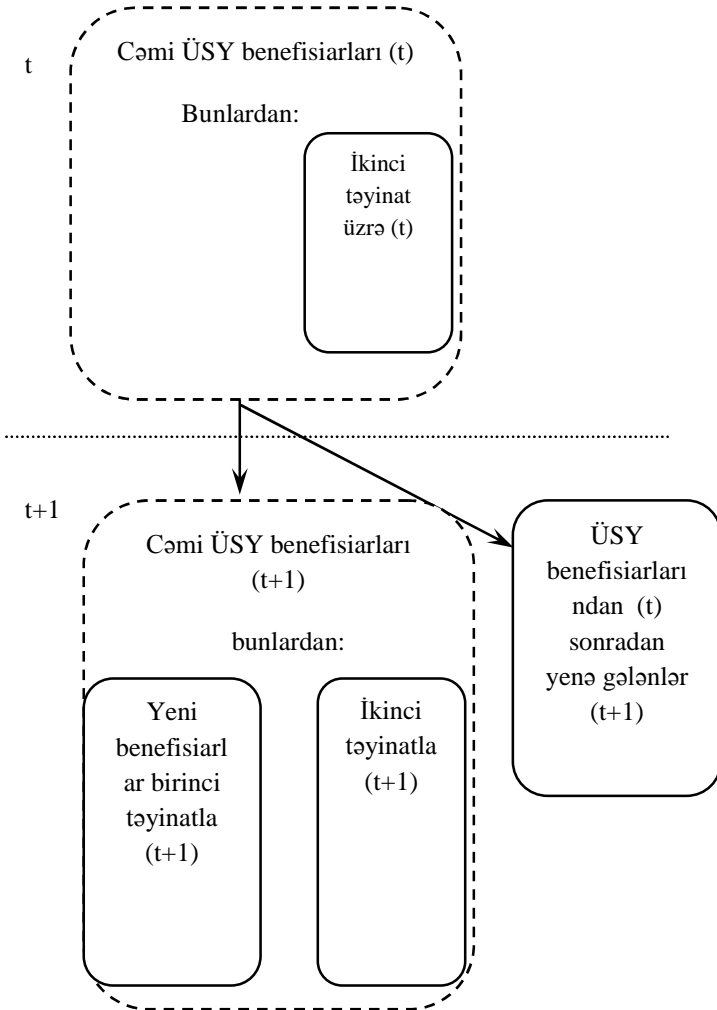 t
Cəmi ÜSY benefisiarları (t)
Bunlardan:
İkinci
təyinat
üzrə (t)
t+1
Cəmi ÜSY benefisiarları
(t+1)
bunlardan:
Yeni
benefisiarl
ar birinci
təyinatla
(t+1)
İkinci
təyinatla
(t+1)
ÜSY
benefisiarları
ndan (t)
sonradan
yenə gələnlər
(t+1)